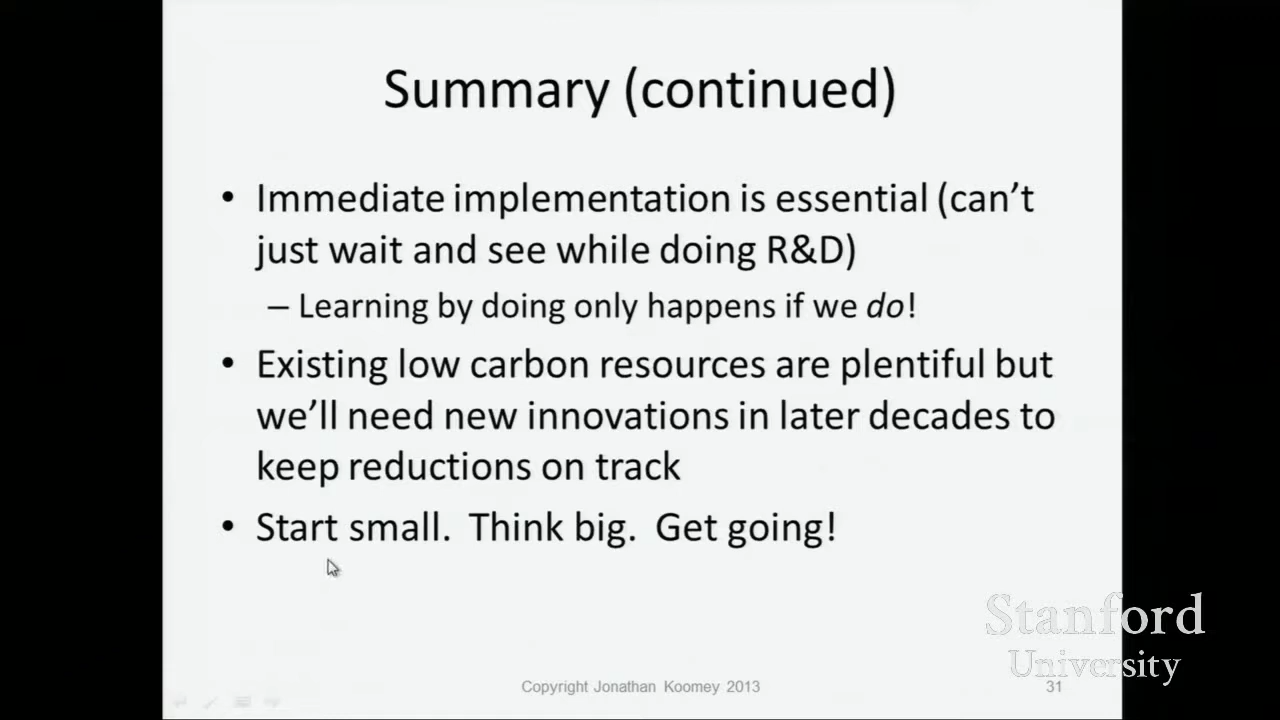 Summary (continued)
• Immediate implementation is essential (can't
just wait and see while doing R&D)
– Learning by doing only happens if we do!
• Existing low carbon resources are plentiful but
we'll need new innovations in later decades to
keep reductions on track
• Start small.  Think big.  Get going!
Stanford
University
Copyright Jonathan Koomey 2013
31